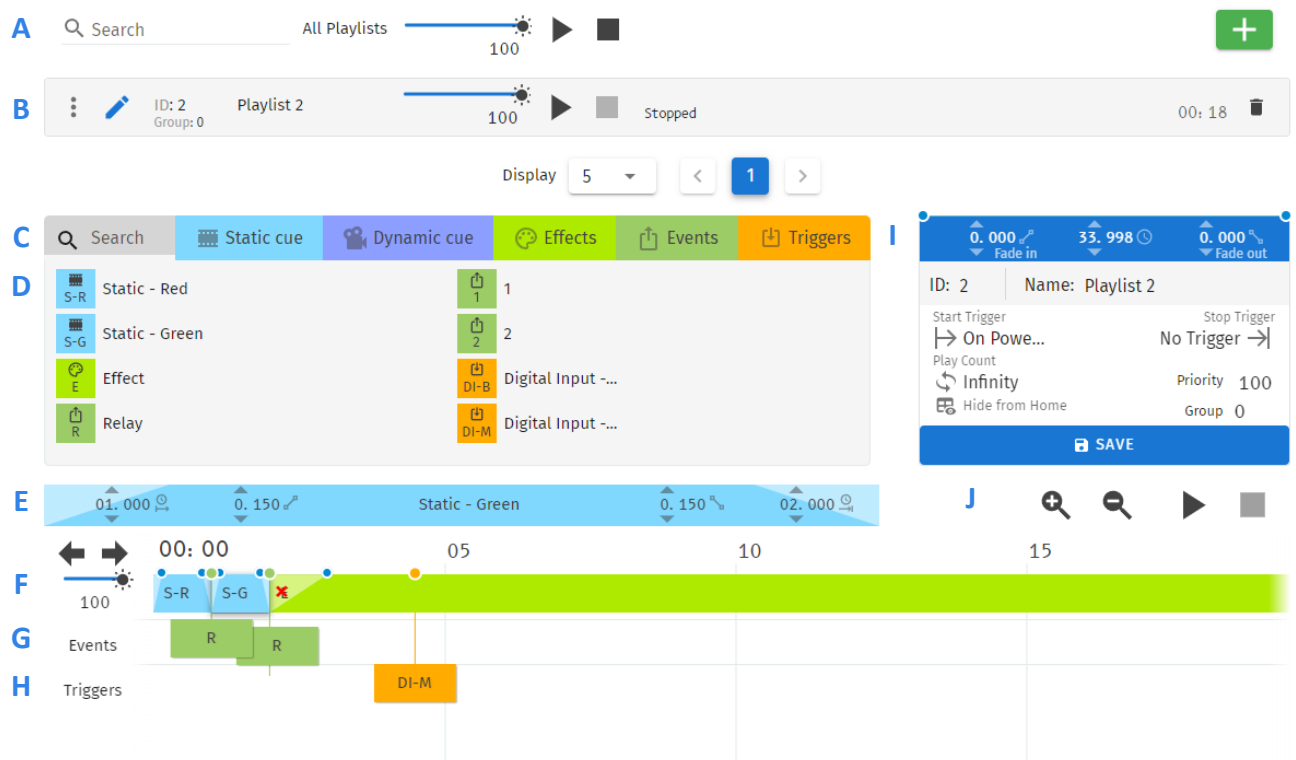 A Search All Playlists 100
B ID: 2 Group: 0 Playlist 2 100 Stopped 00: 18
Display 5 1
C Search Static cue Dynamic cue Effects Events Triggers
D S-R Static - Red 1 1
S-G Static - Green 2 2
E Effect DI-B Digital Input -...
R Relay DI-M Digital Input -...
I 0. 000 33. 998 0. 000
Fade in Fade out
ID: 2 Name: Playlist 2
Start Trigger Stop Trigger
On Powe... No Trigger
Play Count
Infinity Priority 100
Hide from Home Group 0
SAVE
E 01. 000 0. 150 Static - Green 0. 150 02. 000
J
00: 00 05 10 15
F 100 S-R S-G
G Events R R
H Triggers DI-M